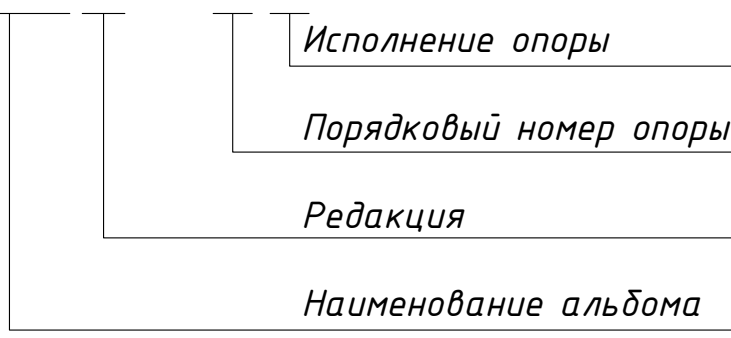 Исполнение опоры
Порядковый номер опоры
Редакция
Наименование альбома